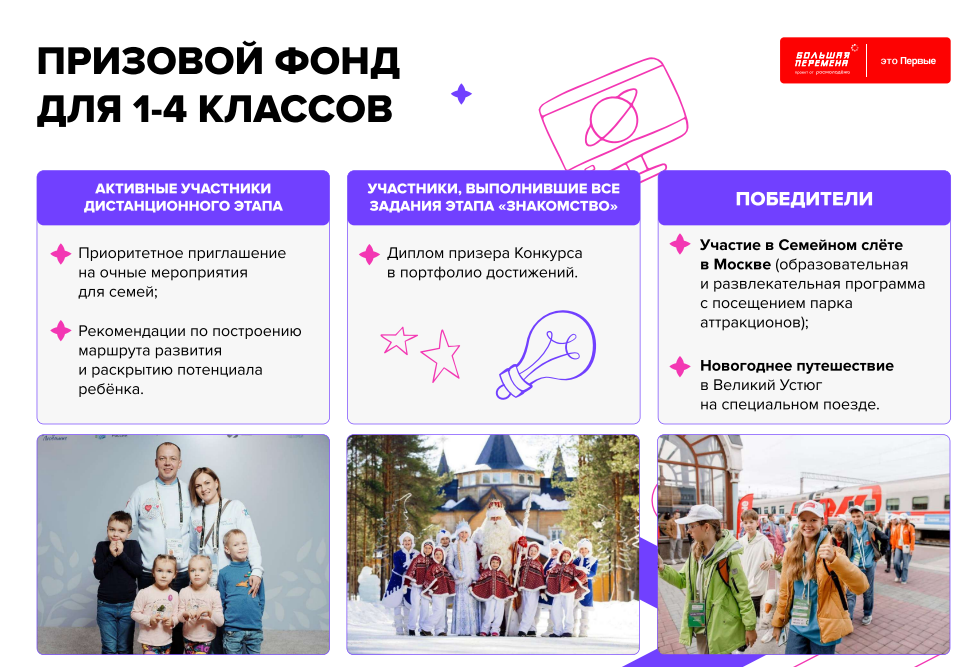 ПРИЗОВОЙ ФОНД
ДЛЯ 1-4 КЛАССОВ
БОЛЬШАЯ
ПЕРЕМЕНА
проект от РОСМОЛОДЁЖЬ
это Первые
АКТИВНЫЕ УЧАСТНИКИ
ДИСТАНЦИОННОГО ЭТАПА
Приоритетное приглашение
на очные мероприятия
для семей;
Рекомендации по построению
маршрута развития
и раскрытию потенциала
ребёнка.
УЧАСТНИКИ, ВЫПОЛНИВШИЕ ВСЕ
ЗАДАНИЯ ЭТАПА «ЗНАКОМСТВО»
Диплом призера Конкурса
в портфолио достижений.
ПОБЕДИТЕЛИ
Участие в Семейном слёте
в Москве (образовательная
и развлекательная программа
с посещением парка
аттракционов);
Новогоднее путешествие
в Великий Устюг
на специальном поезде.